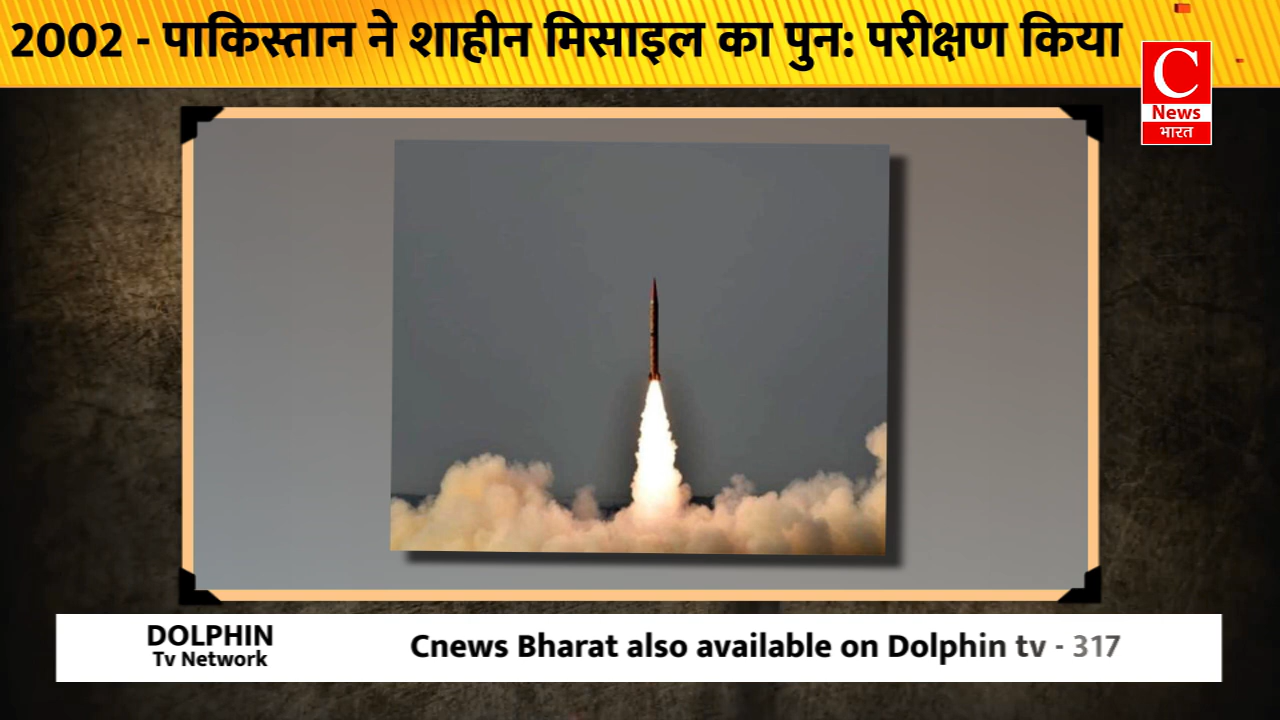 2002 - पाकिस्तान ने शाहीन मिसाइल का पुन: परीक्षण किया
C
News
भारत
DOLPHIN
Tv Network
Cnews Bharat also available on Dolphin tv - 317